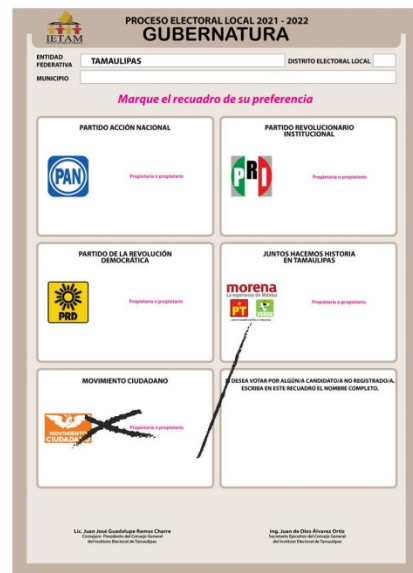 IETAM
PROCESO ELECTORAL LOCAL 2021 - 2022
GUBERNATURA
ENTIDAD FEDERATIVA
TAMAULIPAS
DISTRITO ELECTORAL LOCAL
MUNICIPIO
Marque el recuadro de su preferencia
PARTIDO ACCIÓN NACIONAL
PAN
Propietaria o propietario
PARTIDO REVOLUCIONARIO
INSTITUCIONAL
PRI
Propietaria o propietario
PARTIDO DE LA REVOLUCIÓN
DEMOCRÁTICA
PRD
Propietaria o propietario
JUNTOS HACEMOS HISTORIA
EN TAMAULIPAS
morena
La esperanza de México
PT
VERDE
Propietaria o propietario
MOVIMIENTO CIUDADANO
MOVIMIENTO
CIUDADANO
Propietaria o propietario
SI DESEA VOTAR POR ALGÚN/A CANDIDATO/A NO REGISTRADO/A,
ESCRIBA EN ESTE RECUADRO EL NOMBRE COMPLETO.
Lic. Juan José Guadalupe Ramos Charre
Consejero Presidente del Consejo General
del Instituto Electoral de Tamaulipas
Ing. Juan de Dios Álvarez Ortiz
Secretario Ejecutivo del Consejo General
del Instituto Electoral de Tamaulipas